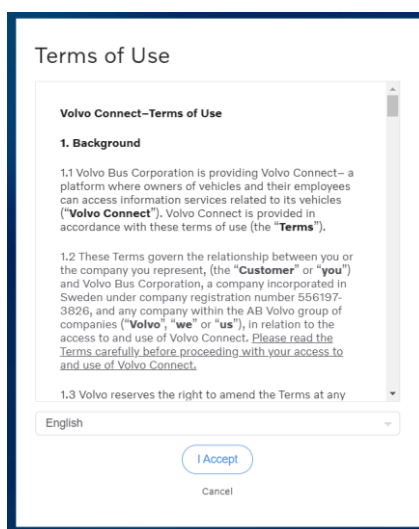 Terms of Use
Volvo Connect–Terms of Use
1. Background
1.1 Volvo Bus Corporation is providing Volvo Connect– a
platform where owners of vehicles and their employees
can access information services related to its vehicles
(“Volvo Connect”). Volvo Connect is provided in
accordance with these terms of use (the “Terms”).
1.2 These Terms govern the relationship between you or
the company you represent, (the “Customer” or “you”)
and Volvo Bus Corporation, a company incorporated in
Sweden under company registration number 556197-
3826, and any company within the AB Volvo group of
companies (“Volvo”, “we” or “us”), in relation to the
access to and use of Volvo Connect. Please read the
Terms carefully before proceeding with your access to
and use of Volvo Connect.
1.3 Volvo reserves the right to amend the Terms at any
English
I Accept
Cancel